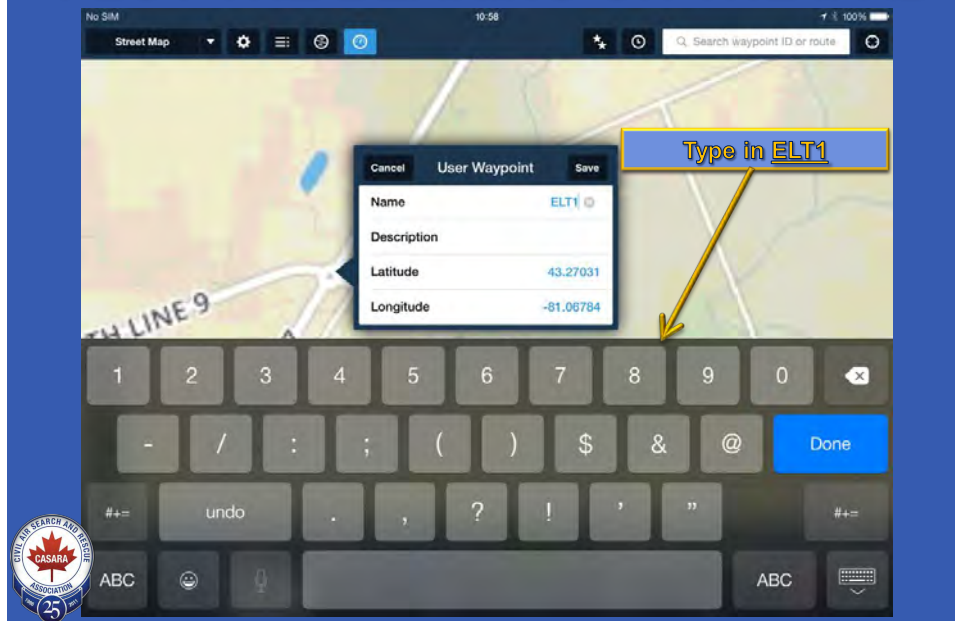 No SIM 10:58 100%
Street Map Search waypoint ID or route
Type in ELT1
Cancel User Waypoint Save
Name ELT1
Description
Latitude 43.27031
Longitude -81.06784
TH LINE 9
1 2 3 4 5 6 7 8 9 0
- / : ; ( ) $ & @ Done
#+= undo . , ? ! ' " #+=
ABC ABC
CIVIL AIR SEARCH AND RESCUE
CASARA
ASSOCIATION
25